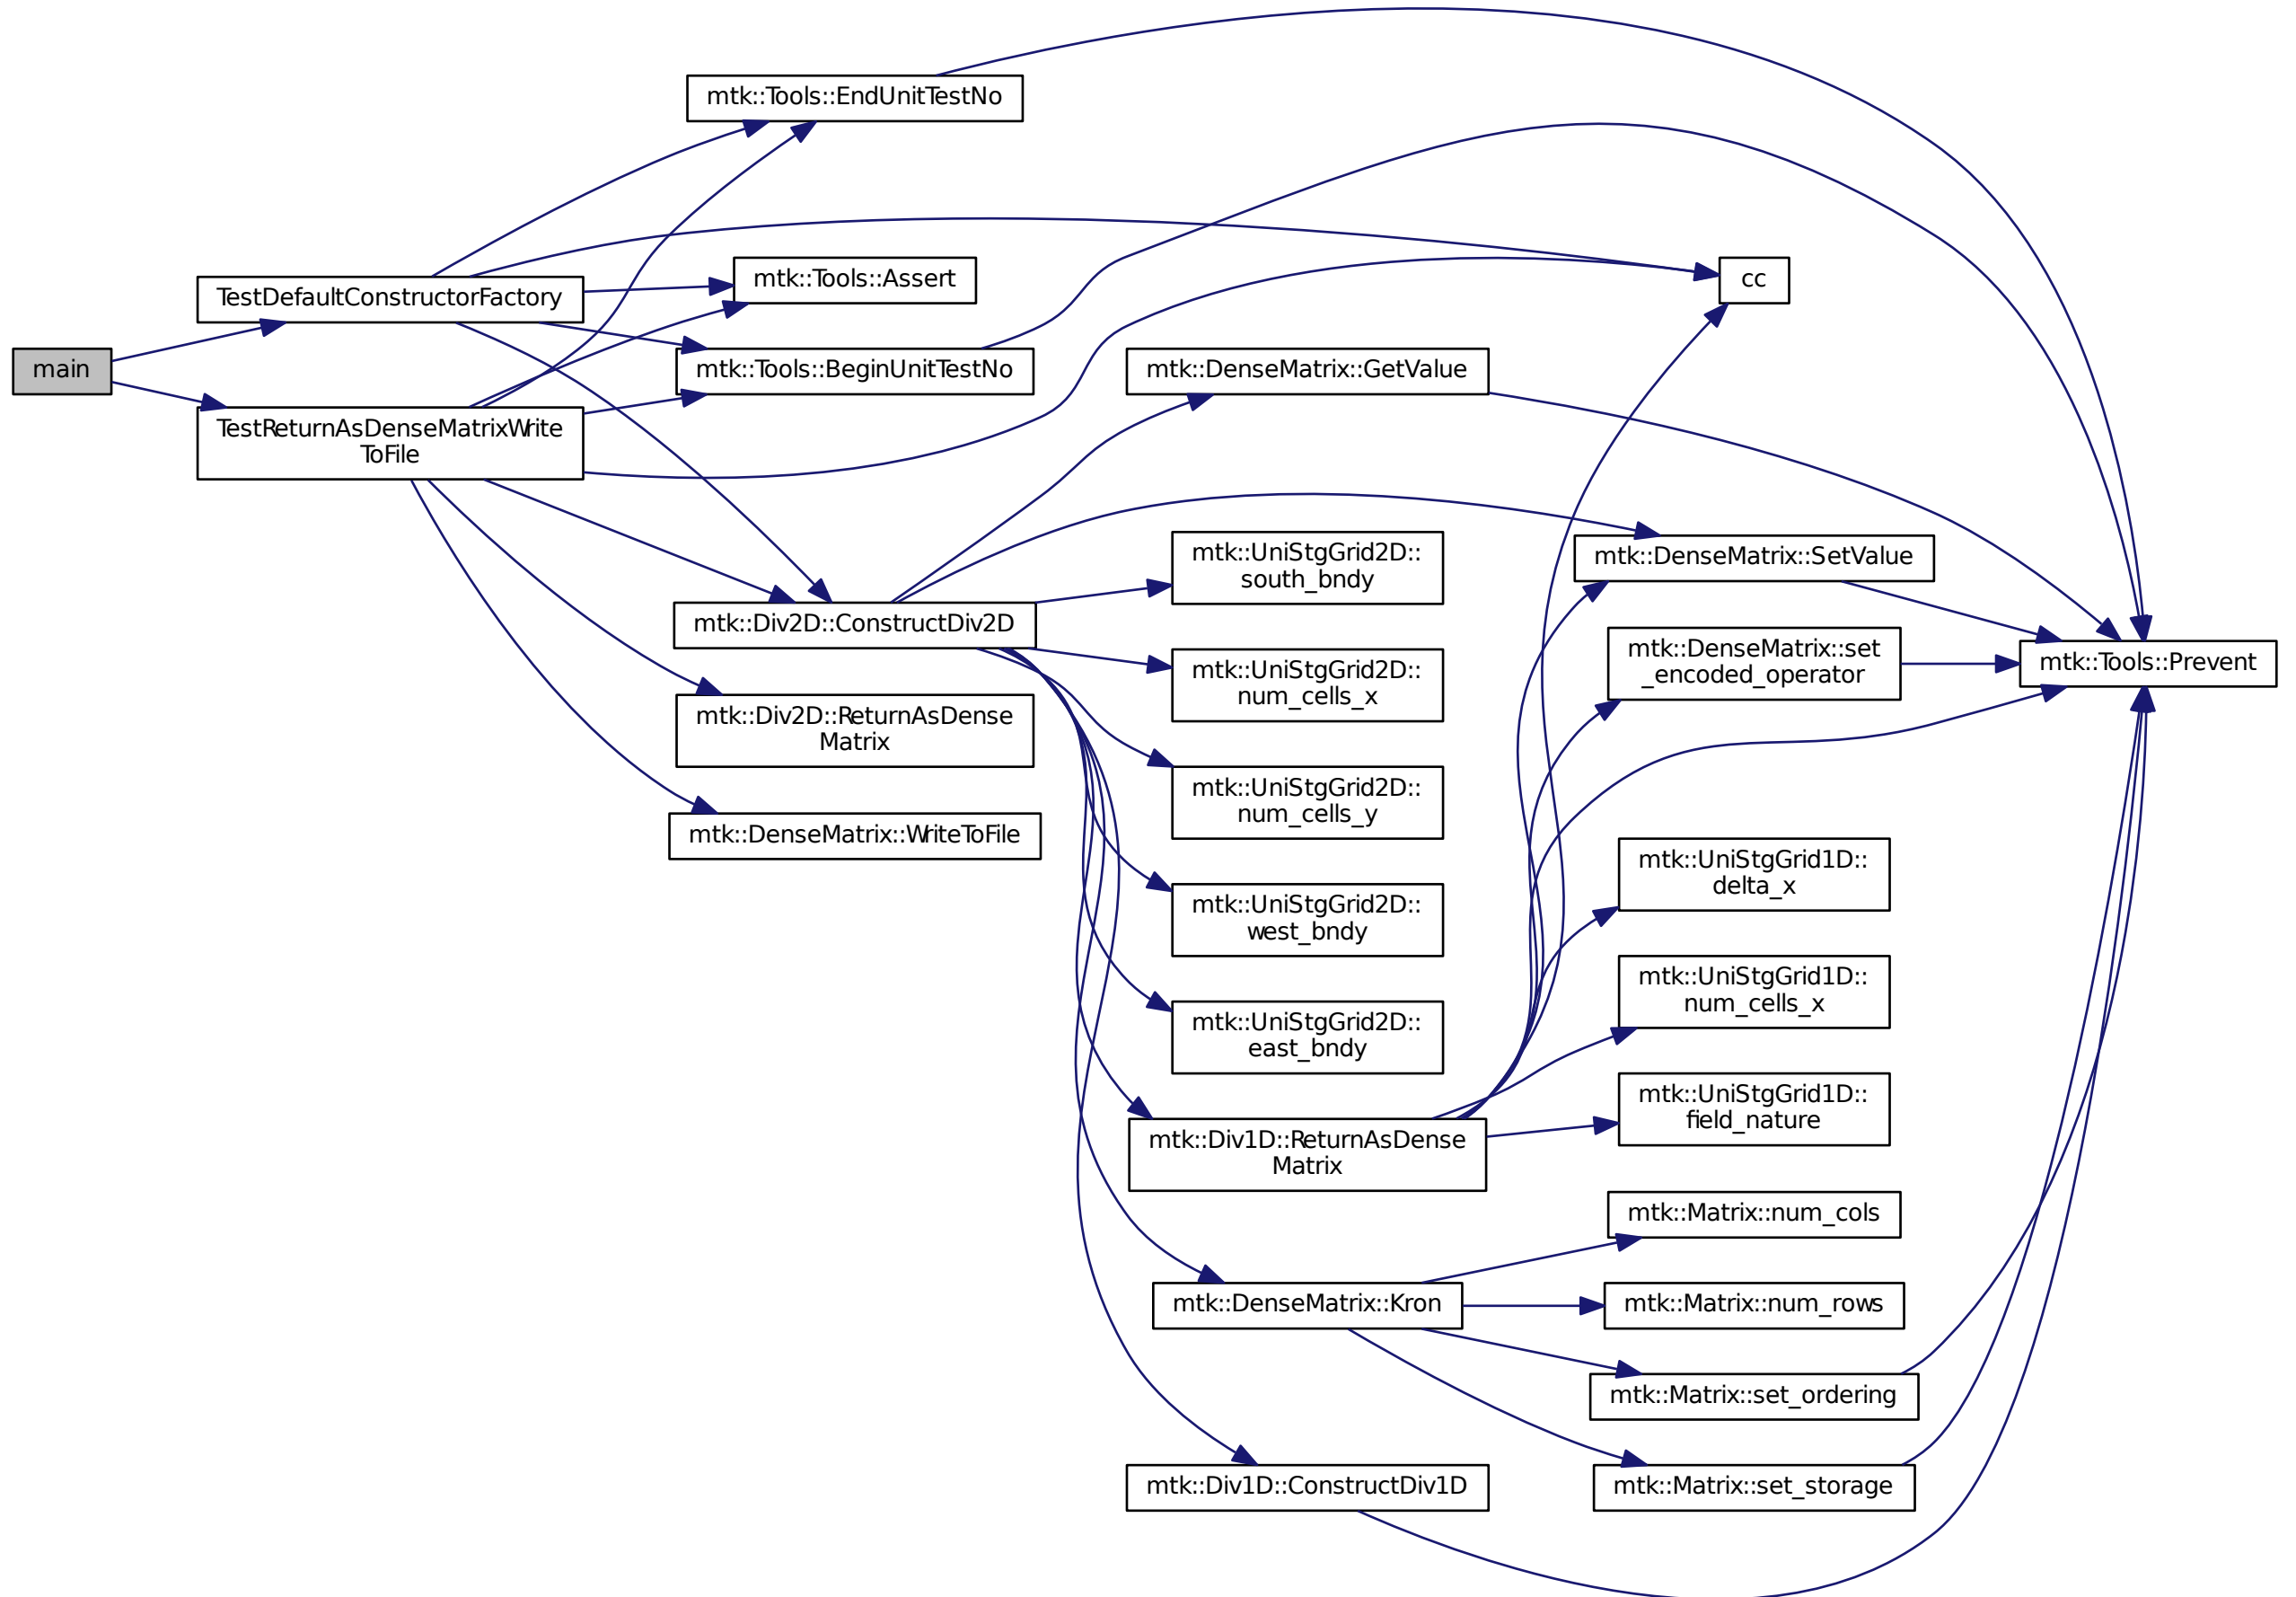 main
TestDefaultConstructorFactory
TestReturnAsDenseMatrixWrite
ToFile
mtk::Tools::EndUnitTestNo
mtk::Tools::Assert
mtk::Tools::BeginUnitTestNo
mtk::Div2D::ConstructDiv2D
mtk::Div2D::ReturnAsDense
Matrix
mtk::DenseMatrix::WriteToFile
mtk::DenseMatrix::GetValue
mtk::UniStgGrid2D::
south_bndy
mtk::UniStgGrid2D::
num_cells_x
mtk::UniStgGrid2D::
num_cells_y
mtk::UniStgGrid2D::
west_bndy
mtk::UniStgGrid2D::
east_bndy
mtk::Div1D::ReturnAsDense
Matrix
mtk::DenseMatrix::Kron
mtk::Div1D::ConstructDiv1D
cc
mtk::DenseMatrix::SetValue
mtk::DenseMatrix::set
_encoded_operator
mtk::UniStgGrid1D::
delta_x
mtk::UniStgGrid1D::
num_cells_x
mtk::UniStgGrid1D::
field_nature
mtk::Matrix::num_cols
mtk::Matrix::num_rows
mtk::Matrix::set_ordering
mtk::Matrix::set_storage
mtk::Tools::Prevent